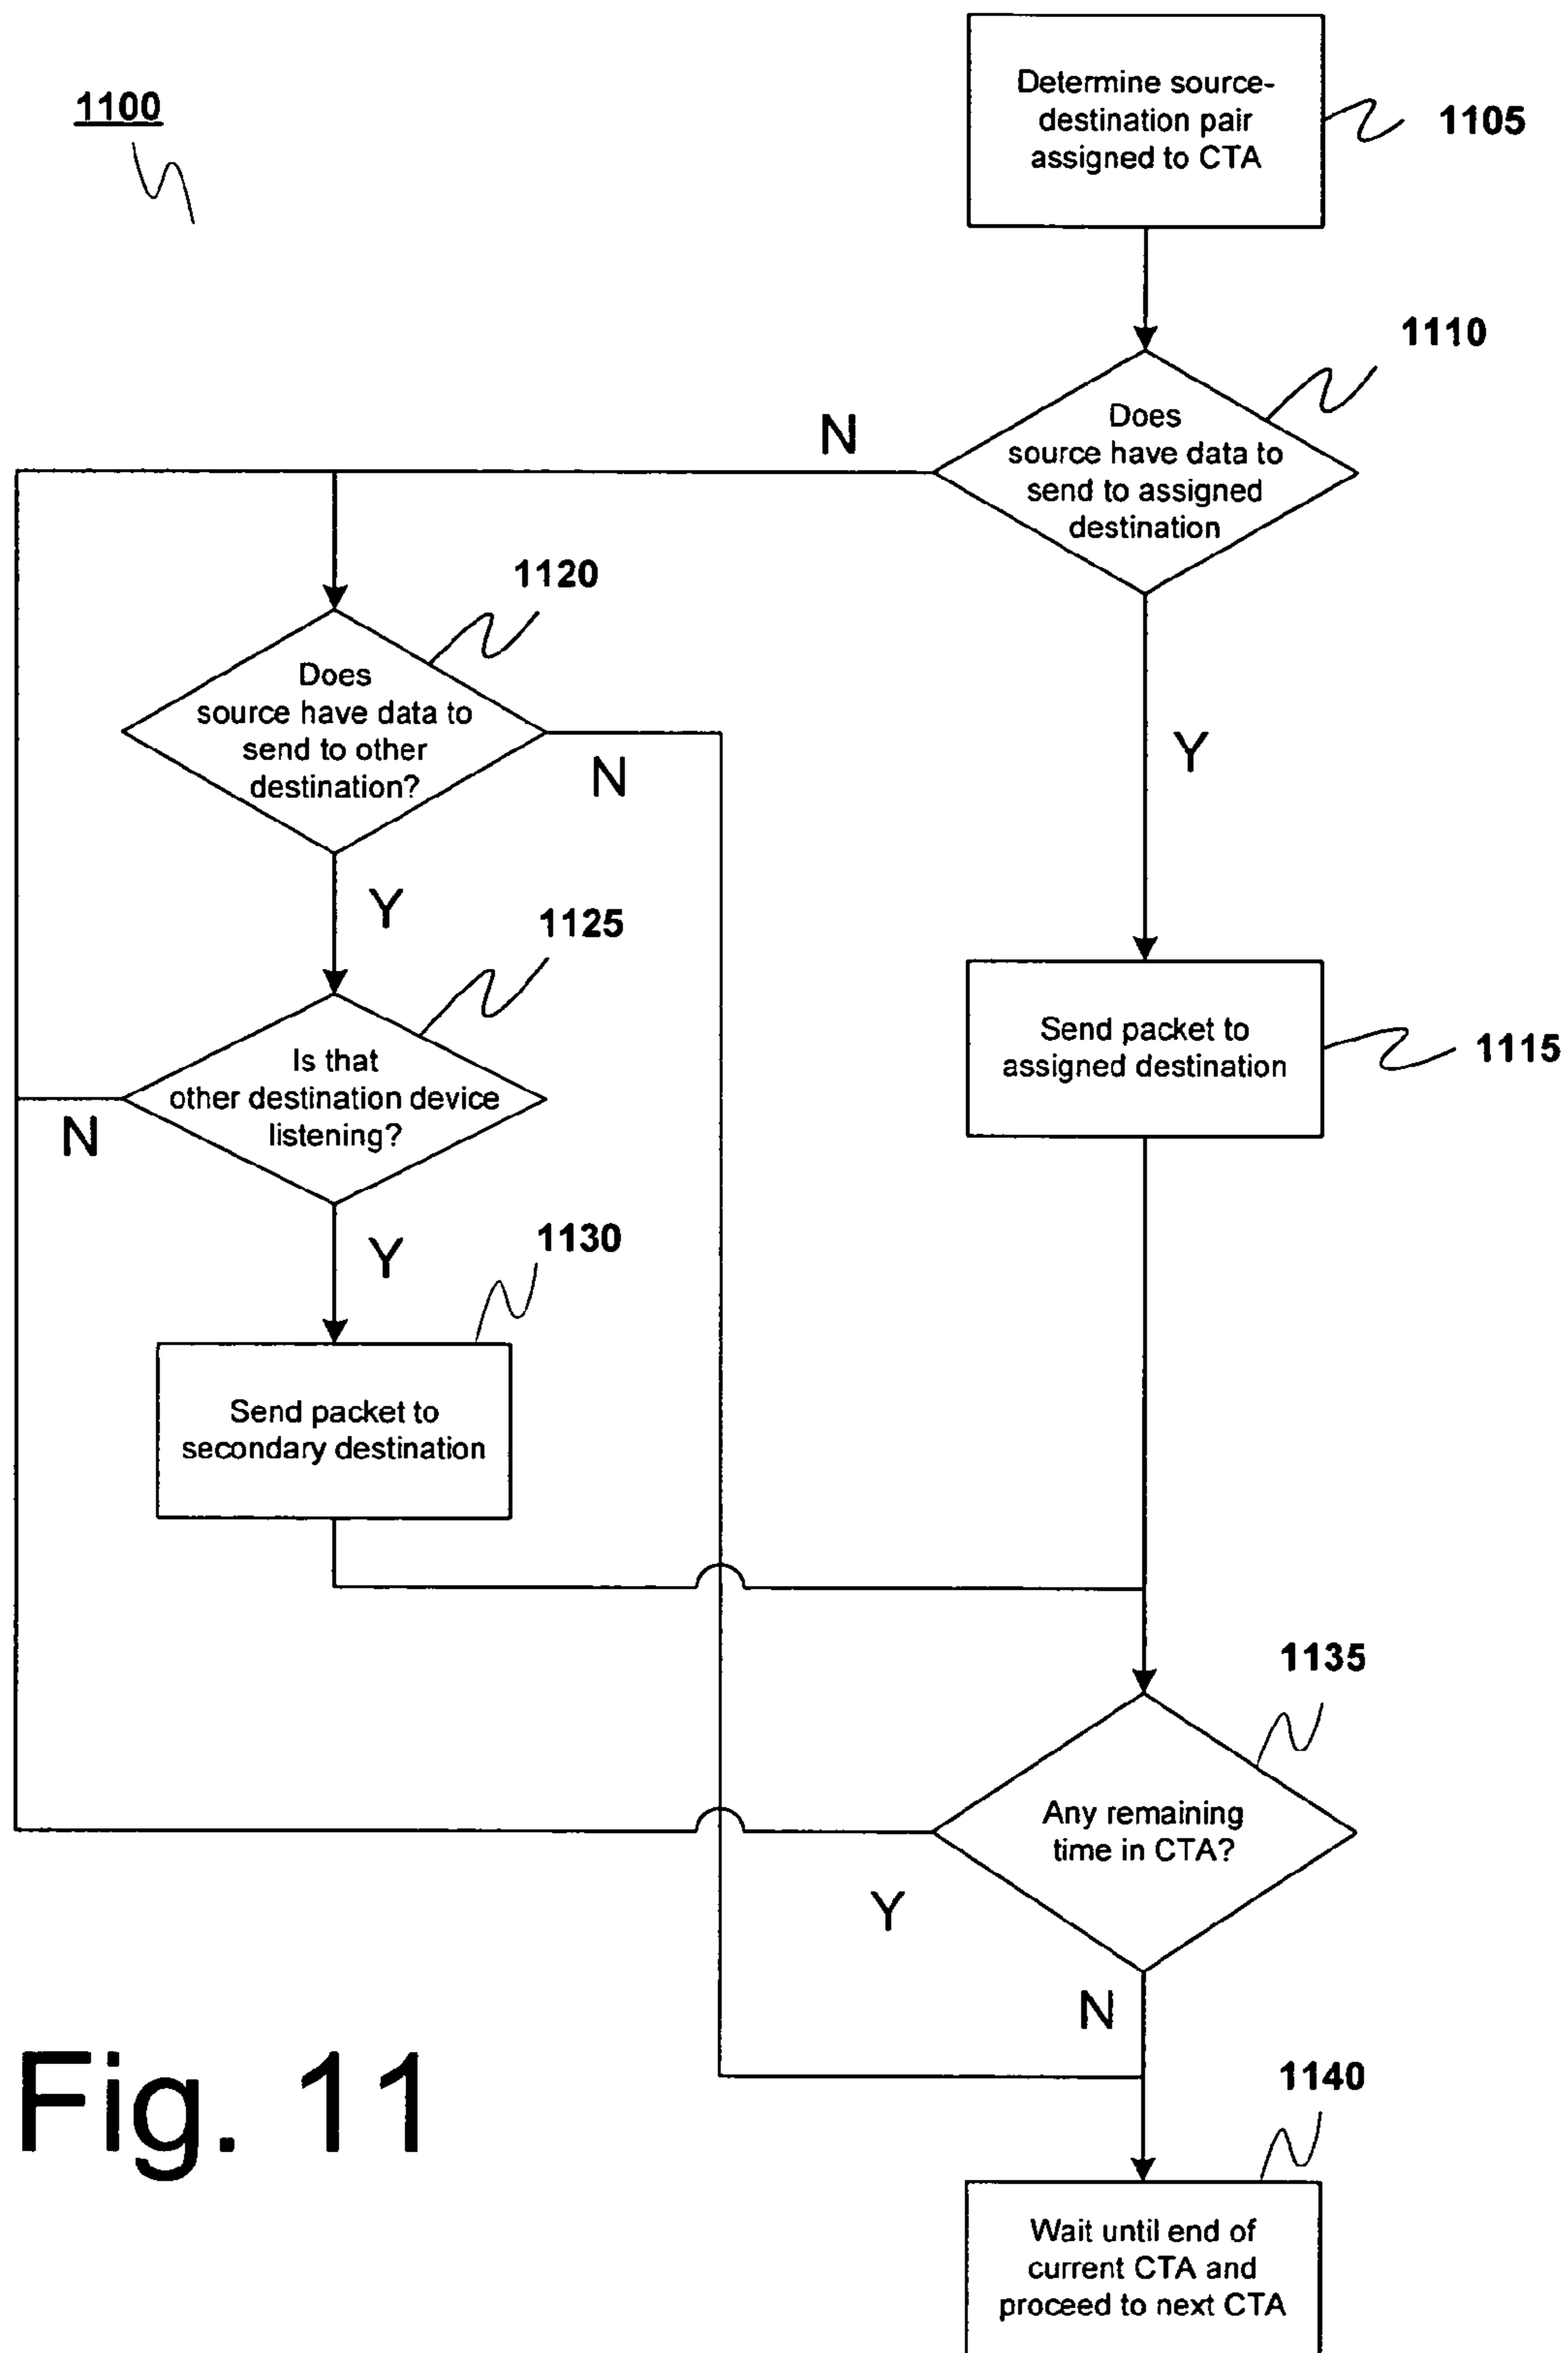 1100
Determine source-
destination pair
assigned to CTA
1105
1110
Does
source have data to
send to assigned
destination
N
Y
1120
Does
source have data to
send to other
destination?
N
Y
1125
Is that
other destination device
listening?
N
Y
Send packet to
assigned destination
1115
1130
Send packet to
secondary destination
1135
Any remaining
time in CTA?
Y
N
1140
Wait until end of
current CTA and
proceed to next CTA
Fig. 11